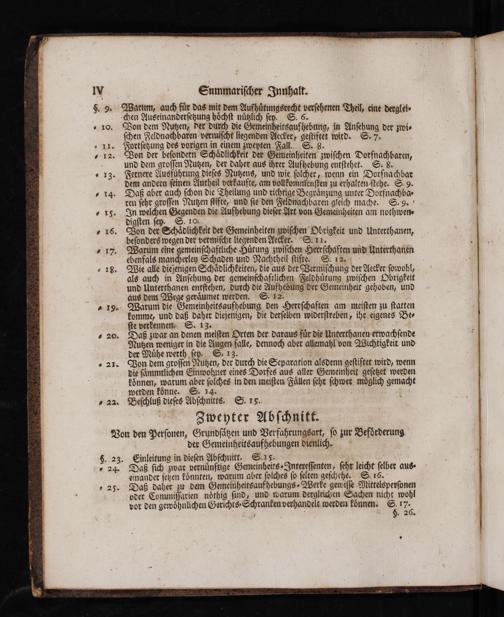 IV Summarischer Innhalt.
§. 9. Warum, auch für das mit dem Aufhütungsrecht versehenen Theil, eine derglei-
chen Auseinandersetzung höchst nützlich sey. S. 6.
= 10. Von dem Nutzen, der durch die Gemeinheitsaufhebung, in Ansehung der zwi-
schen Feldnachbaren vermischt liegenden Aecker, gestiftet wird. S. 7.
= 11. Fortsetzung des vorigen in einem zweyten Fall. S. 8.
= 12. Von der besondern Schädlichkeit der Gemeinheiten zwischen Dorfnachbaren,
und dem grossen Nutzen, der daher aus ihrer Aufhebung entstehet. S. 8.
= 13. Fernere Ausführung dieses Nutzens, und wie solcher, wenn ein Dorfnachbar
dem andern seinen Antheil verkaufte, am vollkommensten zu erhalten stehe. S. 9.
= 14. Daß aber auch schon die Theilung und richtige Begränzung unter Dorfnachba-
ren sehr grossen Nutzen stifte, und sie den Feldnachbaren gleich mache. S. 9.
= 15. In welchen Gegenden die Aufhebung dieser Art von Gemeinheiten am nothwen-
digsten sey. S. 10.
= 16. Von der Schädlichkeit der Gemeinheiten zwischen Obrigkeit und Unterthanen,
besonders wegen der vermischt liegenden Aecker. S. 11.
= 17. Warum eine gemeinschaftliche Hütung zwischen Herrschaften und Unterthanen
ebenfals mancherley Schaden und Nachtheil stifte. S. 12.
= 18. Wie alle diejenigen Schädlichkeiten, die aus der Vermischung der Aecker sowohl,
als auch in Ansehung der gemeinschaftlichen Feldhütung zwischen Obrigkeit
und Unterthanen entstehen, durch die Aufhebung der Gemeinheit gehoben, und
aus dem Wege geräumet werden. S. 12.
= 19. Warum die Gemeinheitsaufhebung den Herrschaften am meisten zu statten
komme, und daß daher diejenigen, die derselben widerstreben, ihr eigenes Be-
ste verkennen. S. 13.
= 20. Daß zwar an denen meisten Orten der daraus für die Unterthanen erwachsende
Nutzen weniger in die Augen falle, dennoch aber allemahl von Wichtigkeit und
der Mühe werth sey. S. 13.
= 21. Von dem grossen Nutzen, der durch die Separation alsdenn gestiftet wird, wenn
die sämmtlichen Einwohner eines Dorfes aus aller Gemeinheit gesetzet werden
können, warum aber solches in den meisten Fällen sehr schwer möglich gemacht
werden könne. S. 14.
= 22. Beschluß dieses Abschnitts. S. 15.
Zweyter Abschnitt.
Von den Personen, Grundsätzen und Verfahrungsart, so zur Beförderung
der Gemeinheitsaufhebungen dienlich.
§. 23. Einleitung in diesen Abschnitt. S. 15.
= 24. Daß sich zwar vernünftige Gemeinheits-Interessenten, sehr leicht selber aus-
einander setzen könnten, warum aber solches so selten geschehe. S. 16.
= 25. Daß daher zu dem Gemeinheitsaufhebungs-Werke gewisse Mittelspersonen
oder Commissarien nöthig sind, und warum dergleichen Sachen nicht wohl
vor den gewöhnlichen Gerichts-Schranken verhandelt werden können. S. 17.
§. 26.